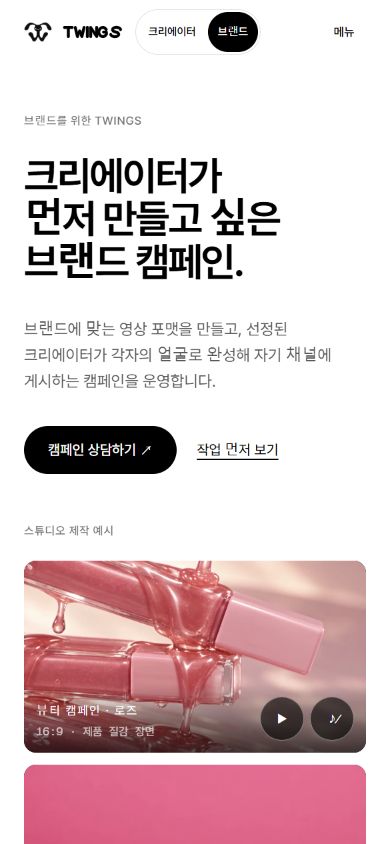 TWINGS
크리에이터
브랜드
메뉴
브랜드를 위한 TWINGS
크리에이터가
먼저 만들고 싶은
브랜드 캠페인.
브랜드에 맞는 영상 포맷을 만들고, 선정된
크리에이터가 각자의 얼굴로 완성해 자기 채널에
게시하는 캠페인을 운영합니다.
캠페인 상담하기 ↗
작업 먼저 보기
스튜디오 제작 예시
뷰티 캠페인 · 로즈
16:9 · 제품 질감 장면